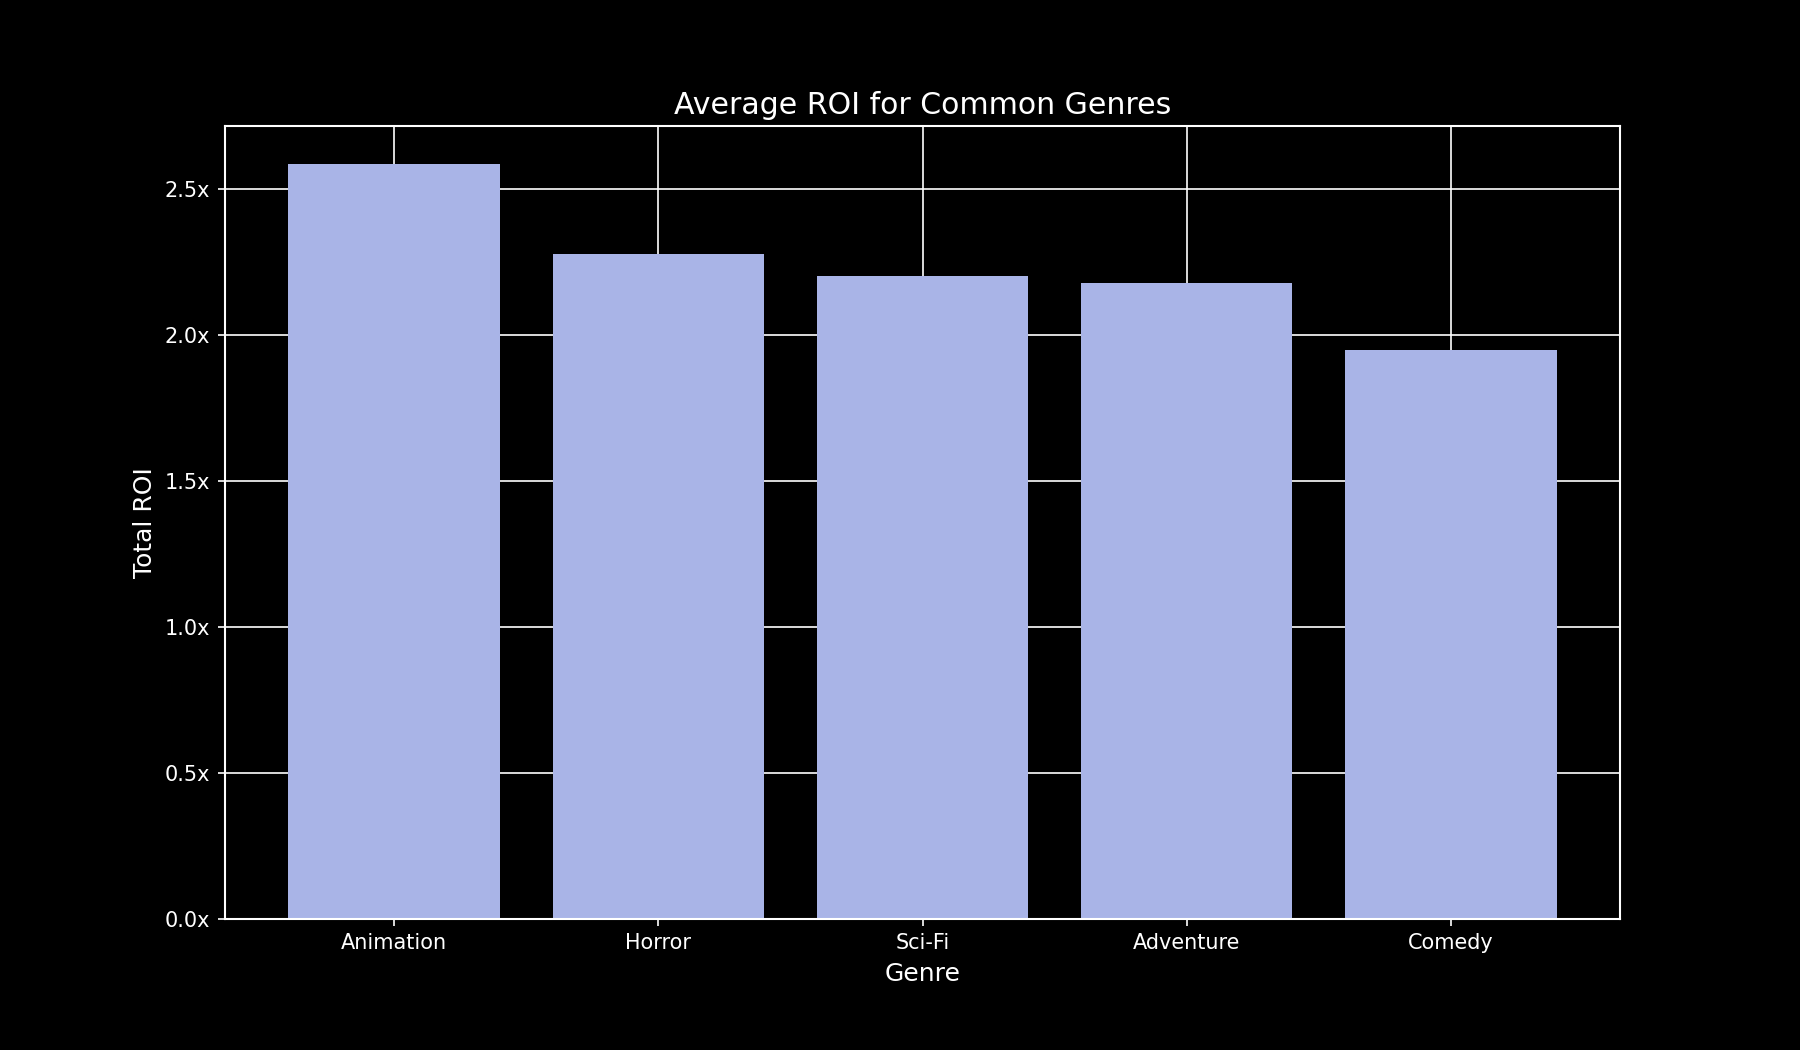 Average ROI for Common Genres
Total ROI
2.5x
2.0x
1.5x
1.0x
0.5x
0.0x
Animation Horror Sci-Fi Adventure Comedy
Genre